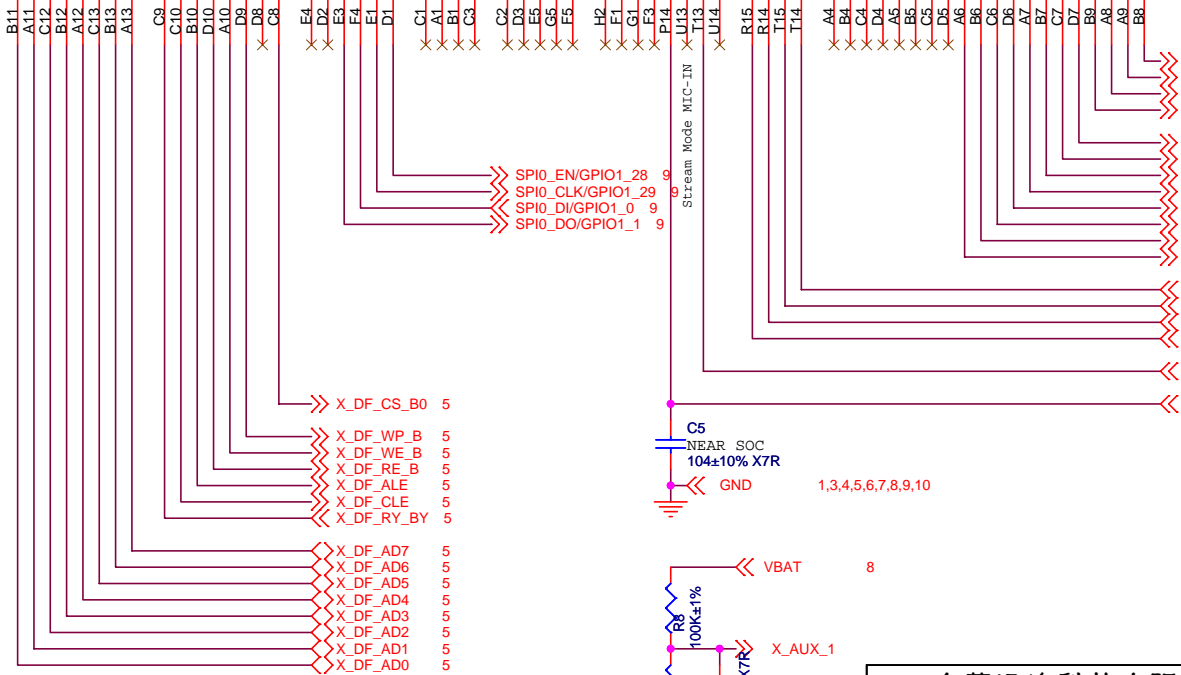 B11 A11 C12 B12 A12 C13 B13 A13 C9 C10 B10 D10 A10 D9 D8 C8 E4 D2 E3 F4 E1 D1 C1 A1 B1 C3 C2 D3 E5 G5 F5 H2 F1 G1 F3 P14 U13 T13 U14 R15 R14 T15 T14 A4 B4 C4 D4 A5 B5 C5 D5 A6 B6 C6 D6 A7 B7 C7 D7 B9 A8 A9 B8
Stream Mode MIC-IN
SPI0_EN/GPIO1_28 9
SPI0_CLK/GPIO1_29 9
SPI0_DI/GPIO1_0 9
SPI0_DO/GPIO1_1 9
X_DF_CS_B0 5
X_DF_WP_B 5
X_DF_WE_B 5
X_DF_RE_B 5
X_DF_ALE 5
X_DF_CLE 5
X_DF_RY_BY 5
X_DF_AD7 5
X_DF_AD6 5
X_DF_AD5 5
X_DF_AD4 5
X_DF_AD3 5
X_DF_AD2 5
X_DF_AD1 5
X_DF_AD0 5
C5
NEAR SOC
104±10% X7R
GND 1,3,4,5,6,7,8,9,10
VBAT 8
R8
100K±1%
X_AUX_1
X7R